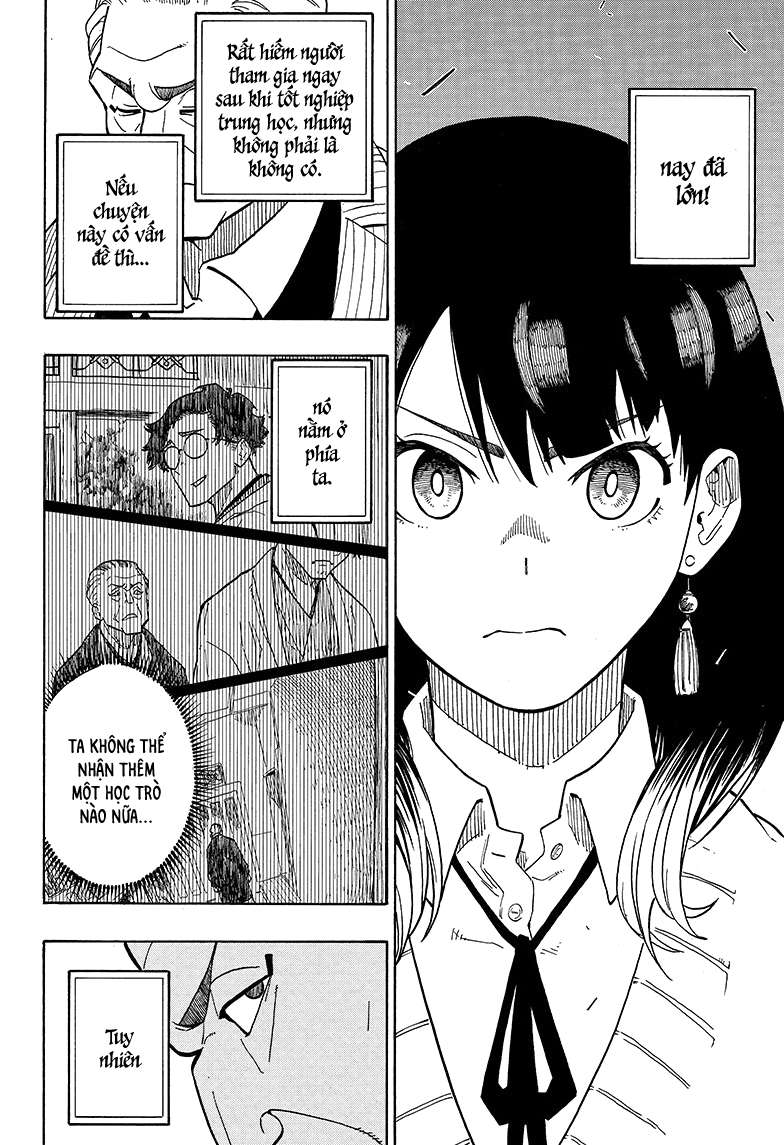 nay đã
lớn!
Rất hiếm người
tham gia ngay
sau khi tốt nghiệp
trung học, nhưng
không phải là
không có.
Nếu
chuyện
này có vấn
đề thì...
nó
nằm ở
phía
ta.
TA KHÔNG THỂ
NHẬN THÊM
MỘT HỌC TRÒ
NÀO NỮA...
Tuy
nhiên